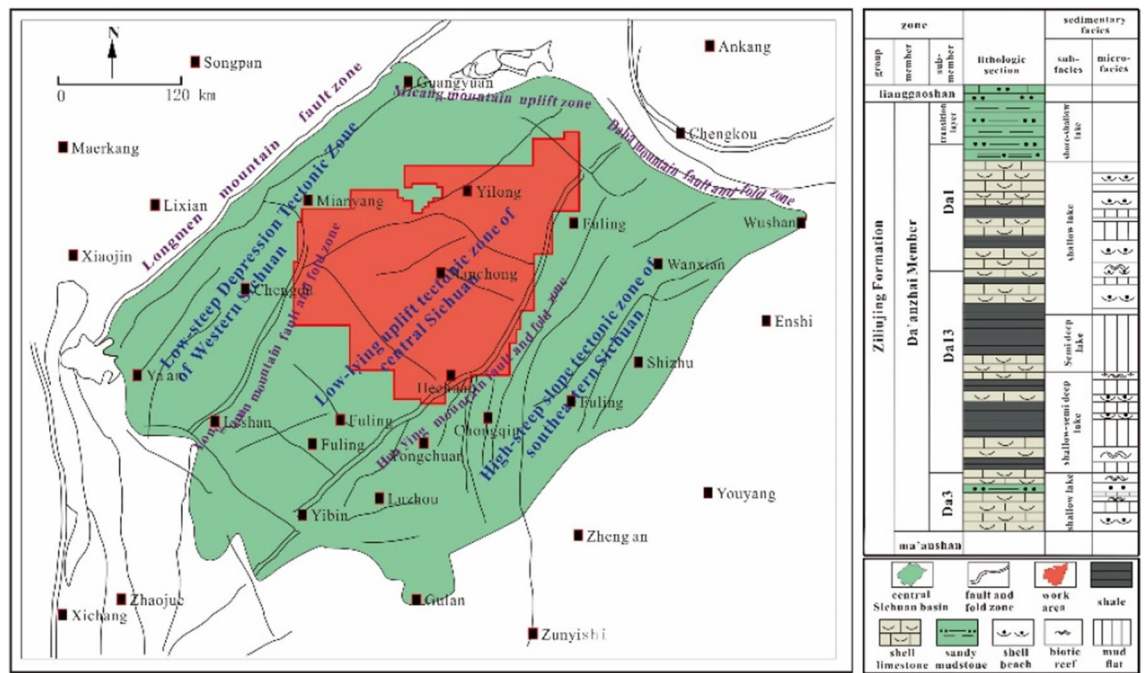 N
0 120 km
Songpan
Ankang
Guangyuan
Micang mountain uplift zone
Longmen mountain fault zone
Daba mountain fault and fold zone
Chengkou
Maerkang
Lixian
Mianyang
Yilong
Fuling
Wushan
Xiaojin
Chengdu
Nanchong
Wanxian
Enshi
Low-steep Depression Tectonic Zone
of Western Sichuan
Low-lying uplift tectonic zone of
central Sichuan
High-steep slope tectonic zone of
southeastern Sichuan
mountain fault and fold zone
mountain fault and fold zone
Ya'an
Hechuan
Shizhu
Leshan
Fuling
Fuling
Fuling
Chongqin
Yongchuan
Luzhou
Youyang
Yibin
Zheng an
Gulan
Xichang
Zhaojue
Zunyishi
zone
sedimentary
facies
group
member
sub-
member
lithologic
section
sub-
facies
micro-
facies
lianggaoshan
transition
layer
shore-shallow
lake
Ziliujing Formation
Da'anzhai Member
Da1
shallow lake
Da13
Semi deep
lake
shallow-semi deep
lake
Da3
shallow lake
ma'anshan
central
Sichuan basin
fault and
fold zone
work
area
shale
shell
limestone
sandy
mudstone
shell
beach
biotic
reef
mud
flat